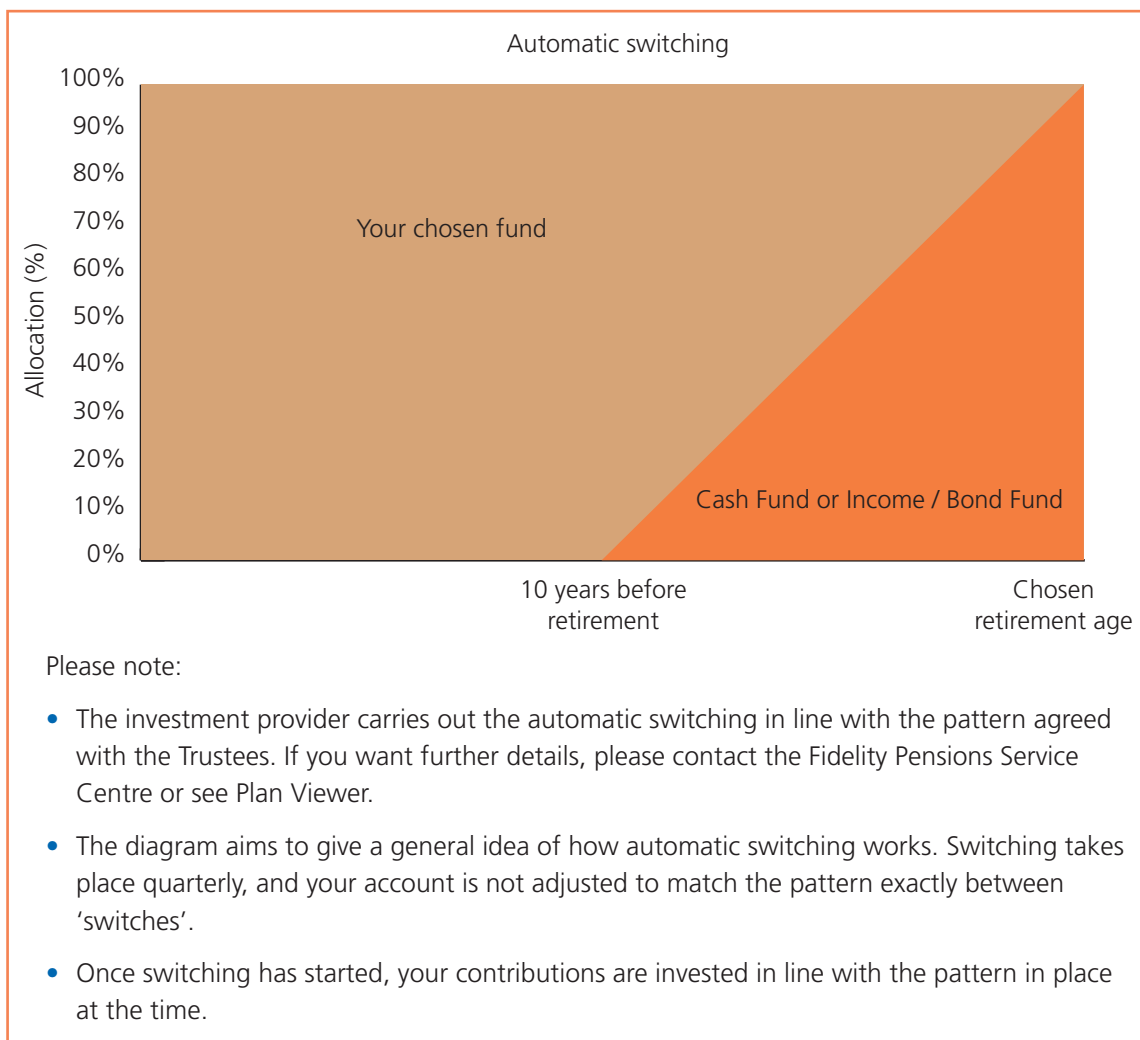 Automatic switching
100%
90%
80%
70%
60%
50%
40%
30%
20%
10%
0%
Allocation (%)
Your chosen fund
Cash Fund or Income / Bond Fund
10 years before
retirement
Chosen
retirement age
Please note:
• The investment provider carries out the automatic switching in line with the pattern agreed
with the Trustees. If you want further details, please contact the Fidelity Pensions Service
Centre or see Plan Viewer.
• The diagram aims to give a general idea of how automatic switching works. Switching takes
place quarterly, and your account is not adjusted to match the pattern exactly between
‘switches’.
• Once switching has started, your contributions are invested in line with the pattern in place
at the time.